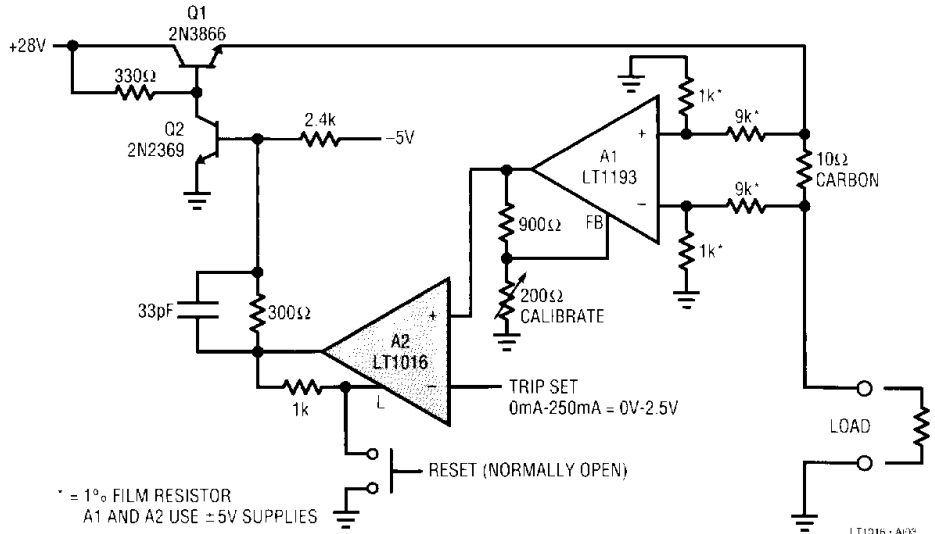 Q1
2N3866
+28V
330Ω
Q2
2N2369
2.4k
−5V
1k*
9k*
+
A1
LT1193
−
FB
10Ω
CARBON
9k*
1k*
900Ω
200Ω
CALIBRATE
33pF
300Ω
+
A2
LT1016
−
L
1k
TRIP SET
0mA-250mA = 0V-2.5V
LOAD
RESET (NORMALLY OPEN)
* = 1% FILM RESISTOR
A1 AND A2 USE ±5V SUPPLIES
LT1016 • AI03